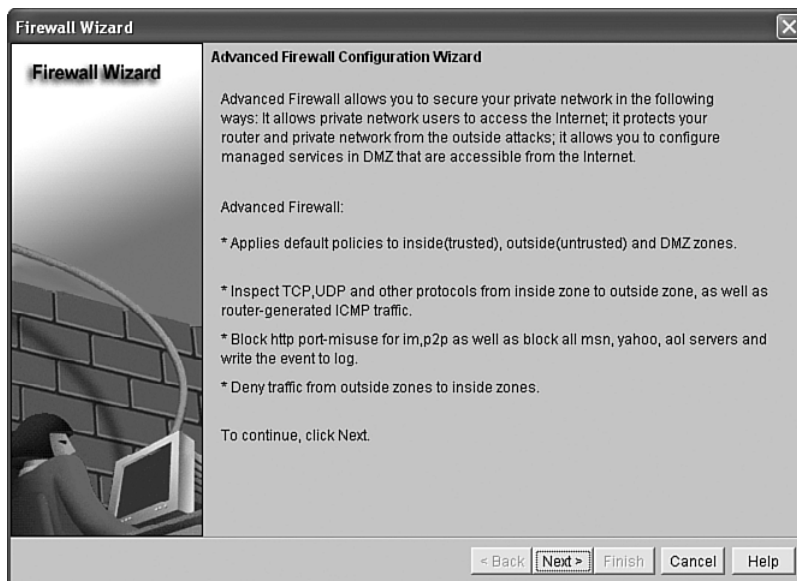 Firewall Wizard
Firewall Wizard
Advanced Firewall Configuration Wizard
Advanced Firewall allows you to secure your private network in the following
ways: It allows private network users to access the Internet; it protects your
router and private network from the outside attacks; it allows you to configure
managed services in DMZ that are accessible from the Internet.
Advanced Firewall:
* Applies default policies to inside(trusted), outside(untrusted) and DMZ zones.
* Inspect TCP,UDP and other protocols from inside zone to outside zone, as well as
router-generated ICMP traffic.
* Block http port-misuse for im,p2p as well as block all msn, yahoo, aol servers and
write the event to log.
* Deny traffic from outside zones to inside zones.
To continue, click Next.
< Back Next > Finish Cancel Help